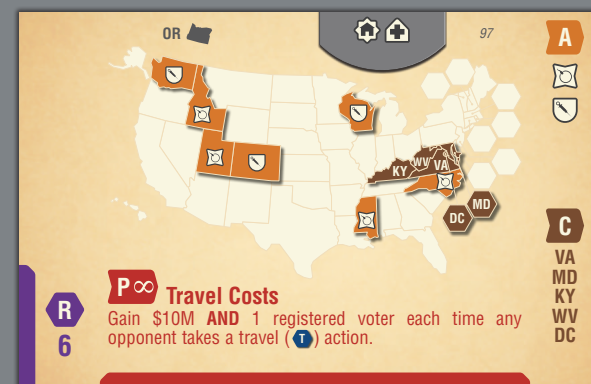 OR
97
A
KY
WV
VA
DC
MD
C
VA
MD
KY
WV
DC
R
6
P∞
Travel Costs
Gain $10M AND 1 registered voter each time any
opponent takes a travel (T) action.